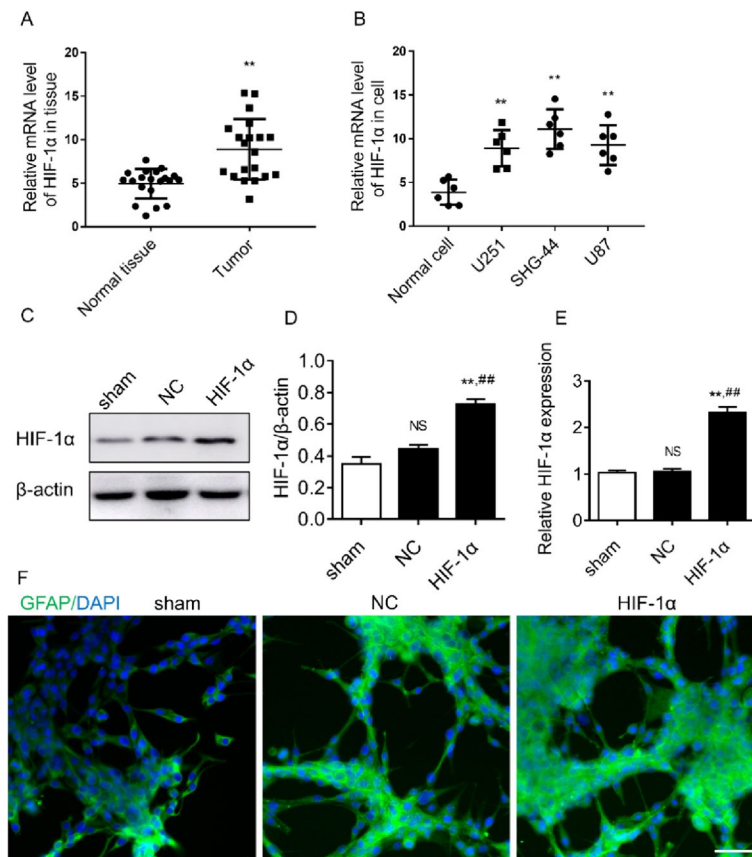 A
Relative mRNA level
of HIF-1α in tissue
20
15
10
5
0
**
Normal tissue
Tumor
B
Relative mRNA level
of HIF-1α in cell
20
15
10
5
0
**
**
**
Normal cell
U251
SHG-44
U87
C
sham
NC
HIF-1α
HIF-1α
β-actin
D
HIF-1α/β-actin
1.0
0.8
0.6
0.4
0.2
0.0
NS
**,##
sham
NC
HIF-1α
E
Relative HIF-1α expression
3
2
1
0
NS
**,##
sham
NC
HIF-1α
F
GFAP/DAPI sham
NC
HIF-1α